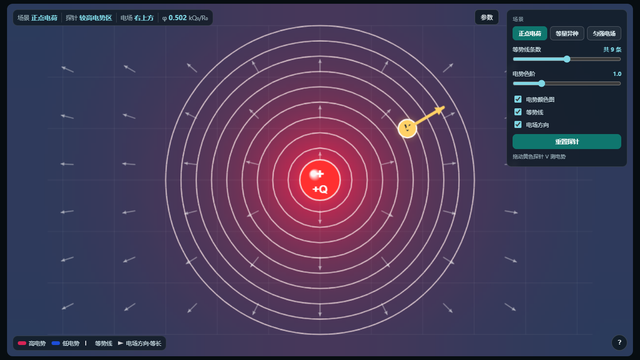 场景 正点电荷 探针 较高电势区 电场 右上方 φ 0.502 kQ₀/R₀
参数
场景
正点电荷 等量异种 匀强电场
等势线条数 共 9 条
电势色阶 1.0
电势颜色图
等势线
电场方向
重置探针
拖动黄色探针 V 测电势
+
+Q
V
高电势 低电势 等势线 电场方向·等长
?